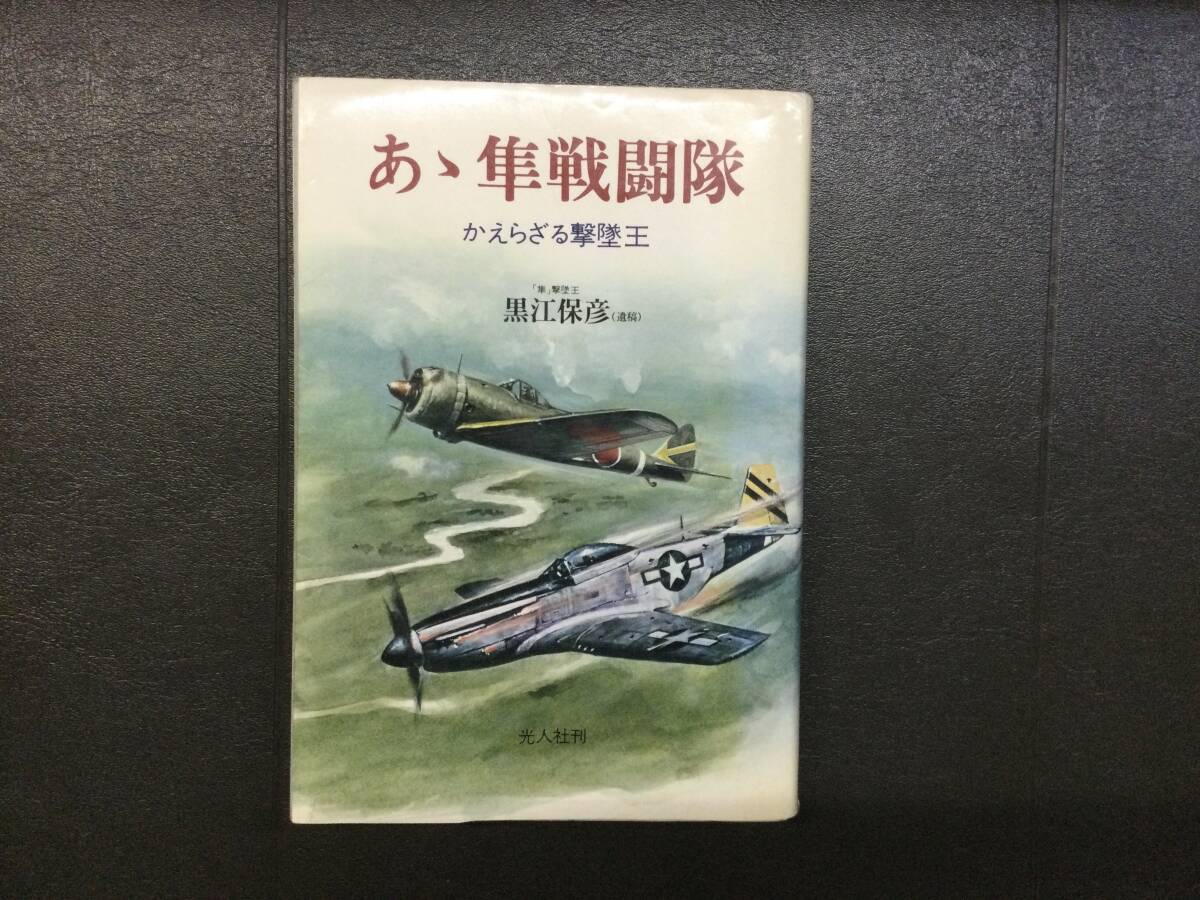 あゝ隼戦闘隊
かえらざる撃墜王
「隼」撃墜王
黒江保彦(遺稿)
光人社刊